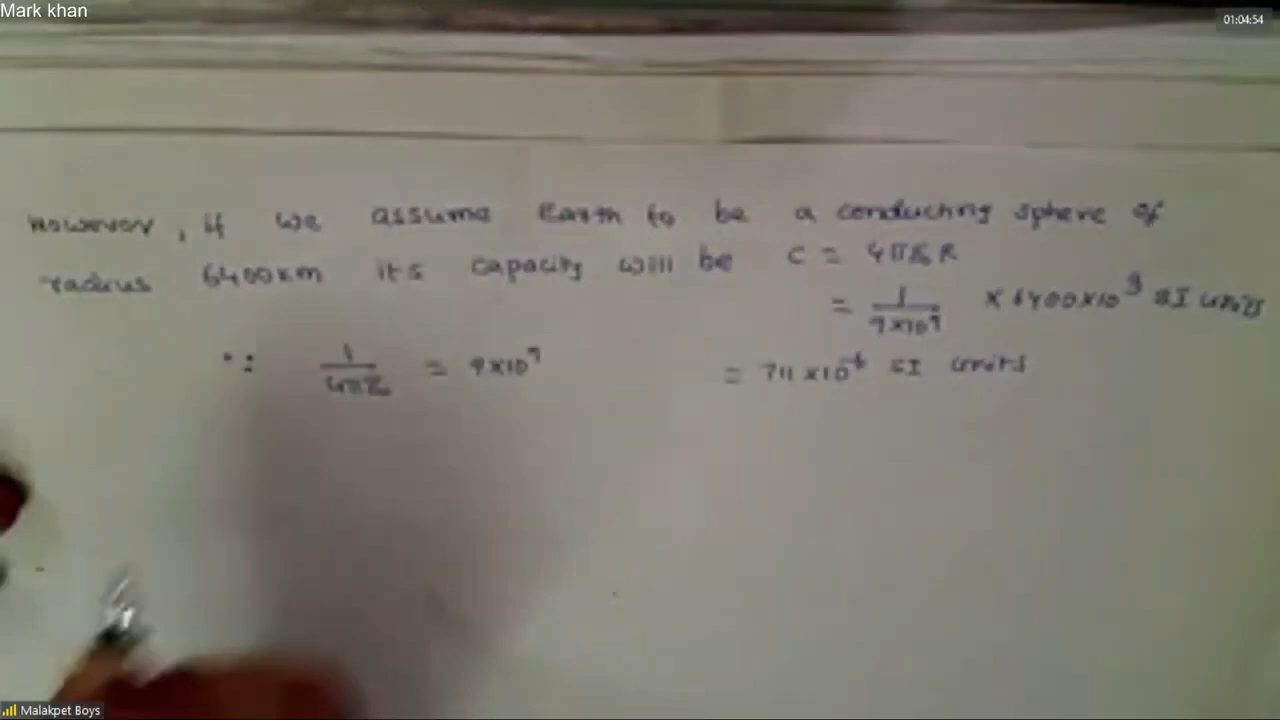 Mark khan
01:04:54
However, if we assume Earth to be a conducting sphere of
radius 6400km its capacity will be C = 4πε₀R
= 1/(9×10⁹) × 6400×10³ SI units
∵ 1/(4πε₀) = 9×10⁹
= 711×10⁻⁶ SI units
Malakpet Boys